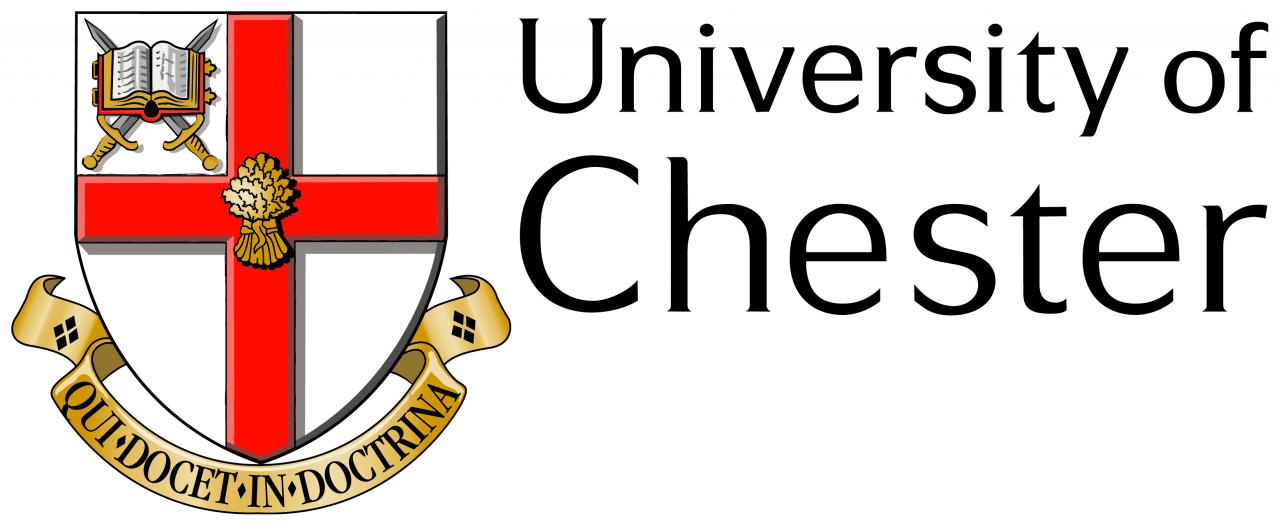 University of
Chester
QUI·DOCET·IN·DOCTRINA